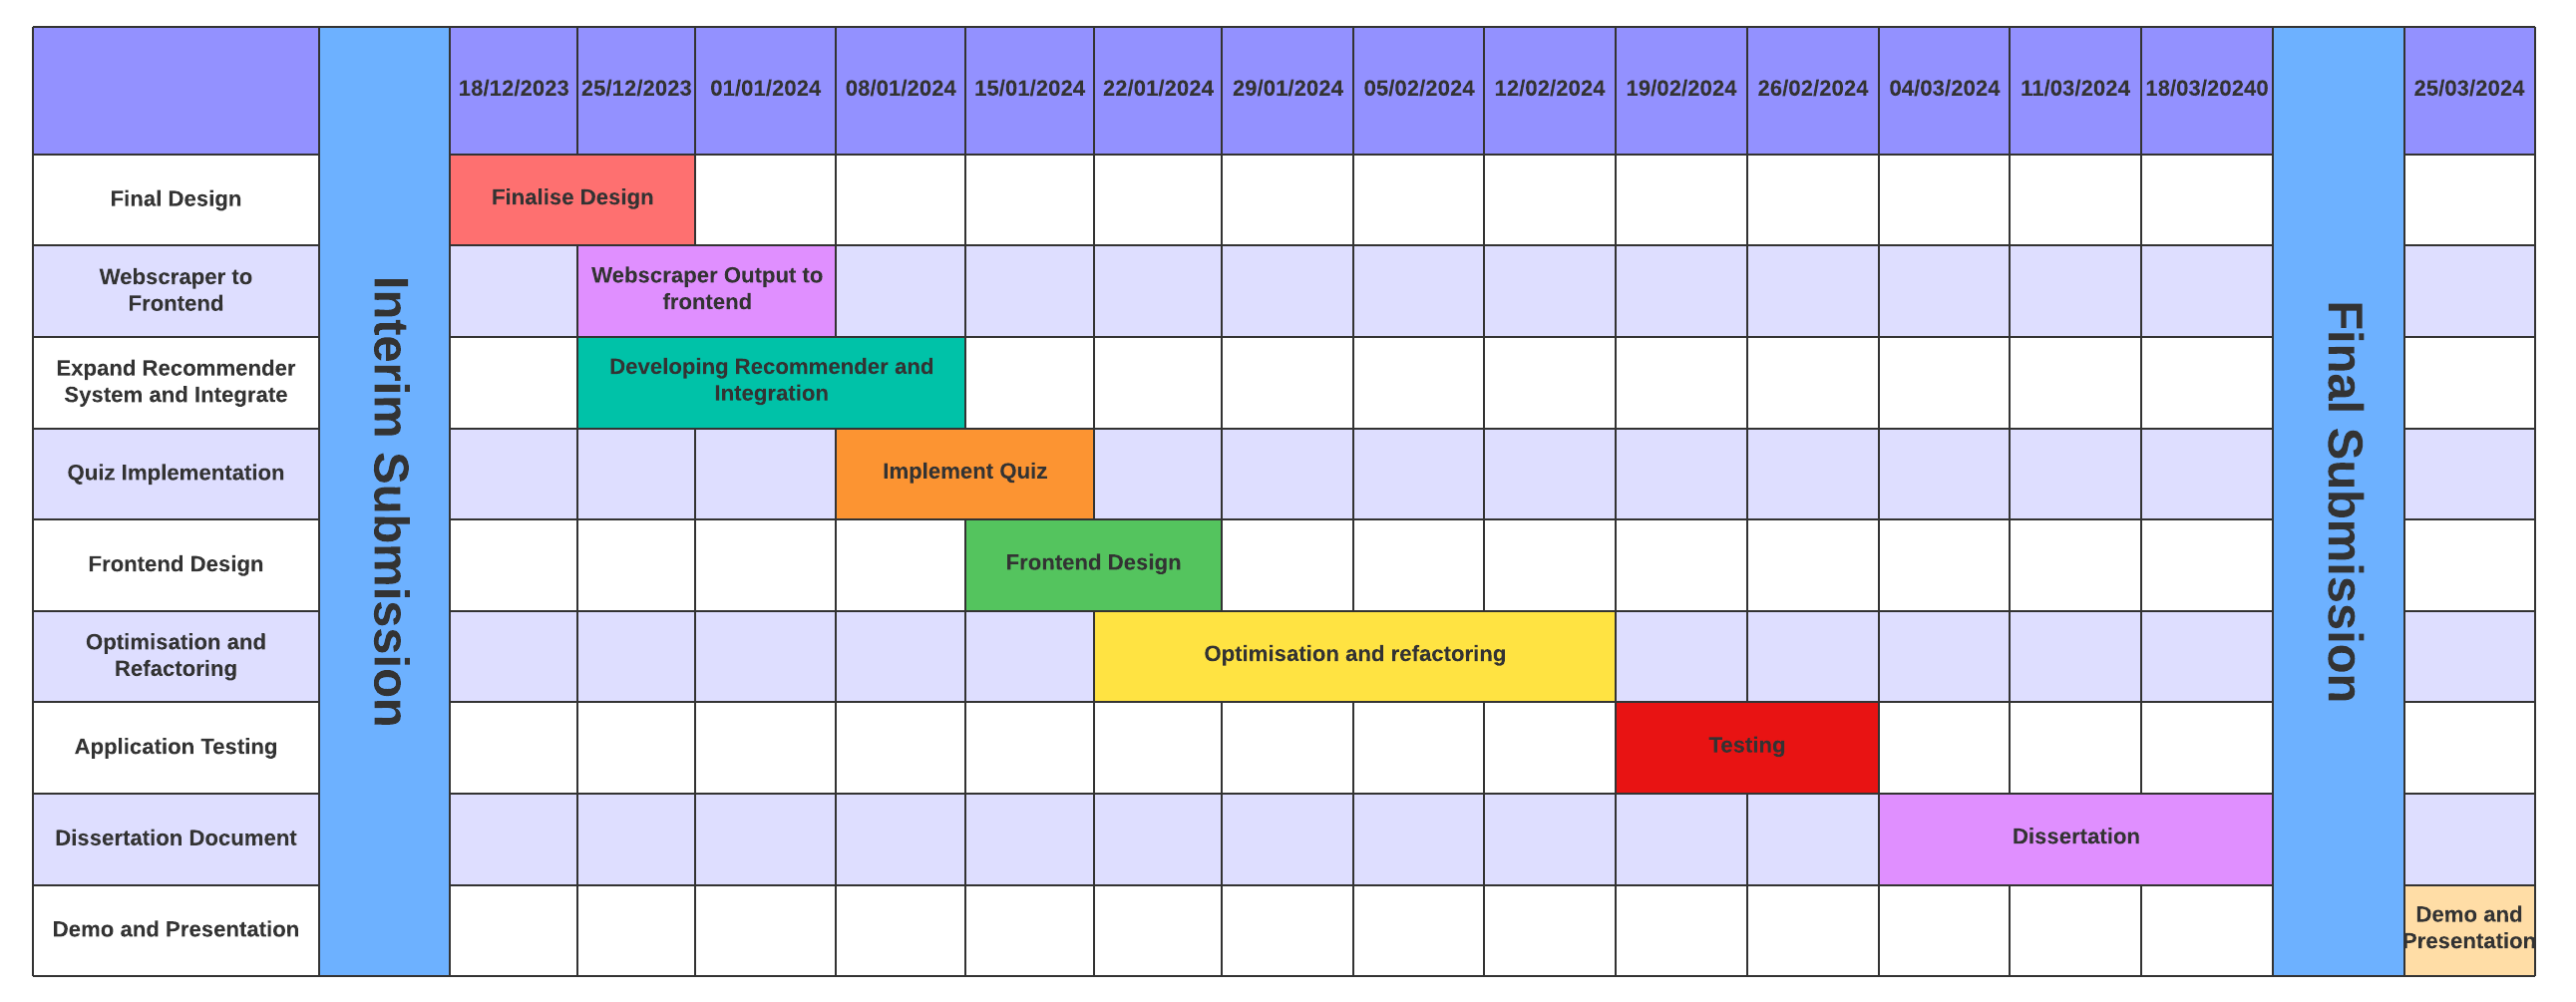 18/12/2023 25/12/2023 01/01/2024 08/01/2024 15/01/2024 22/01/2024 29/01/2024 05/02/2024 12/02/2024 19/02/2024 26/02/2024 04/03/2024 11/03/2024 18/03/20240 25/03/2024
Interim Submission
Final Submission
Final Design
Finalise Design
Webscraper to
Frontend
Webscraper Output to
frontend
Expand Recommender
System and Integrate
Developing Recommender and
Integration
Quiz Implementation
Implement Quiz
Frontend Design
Frontend Design
Optimisation and
Refactoring
Optimisation and refactoring
Application Testing
Testing
Dissertation Document
Dissertation
Demo and Presentation
Demo and
Presentation